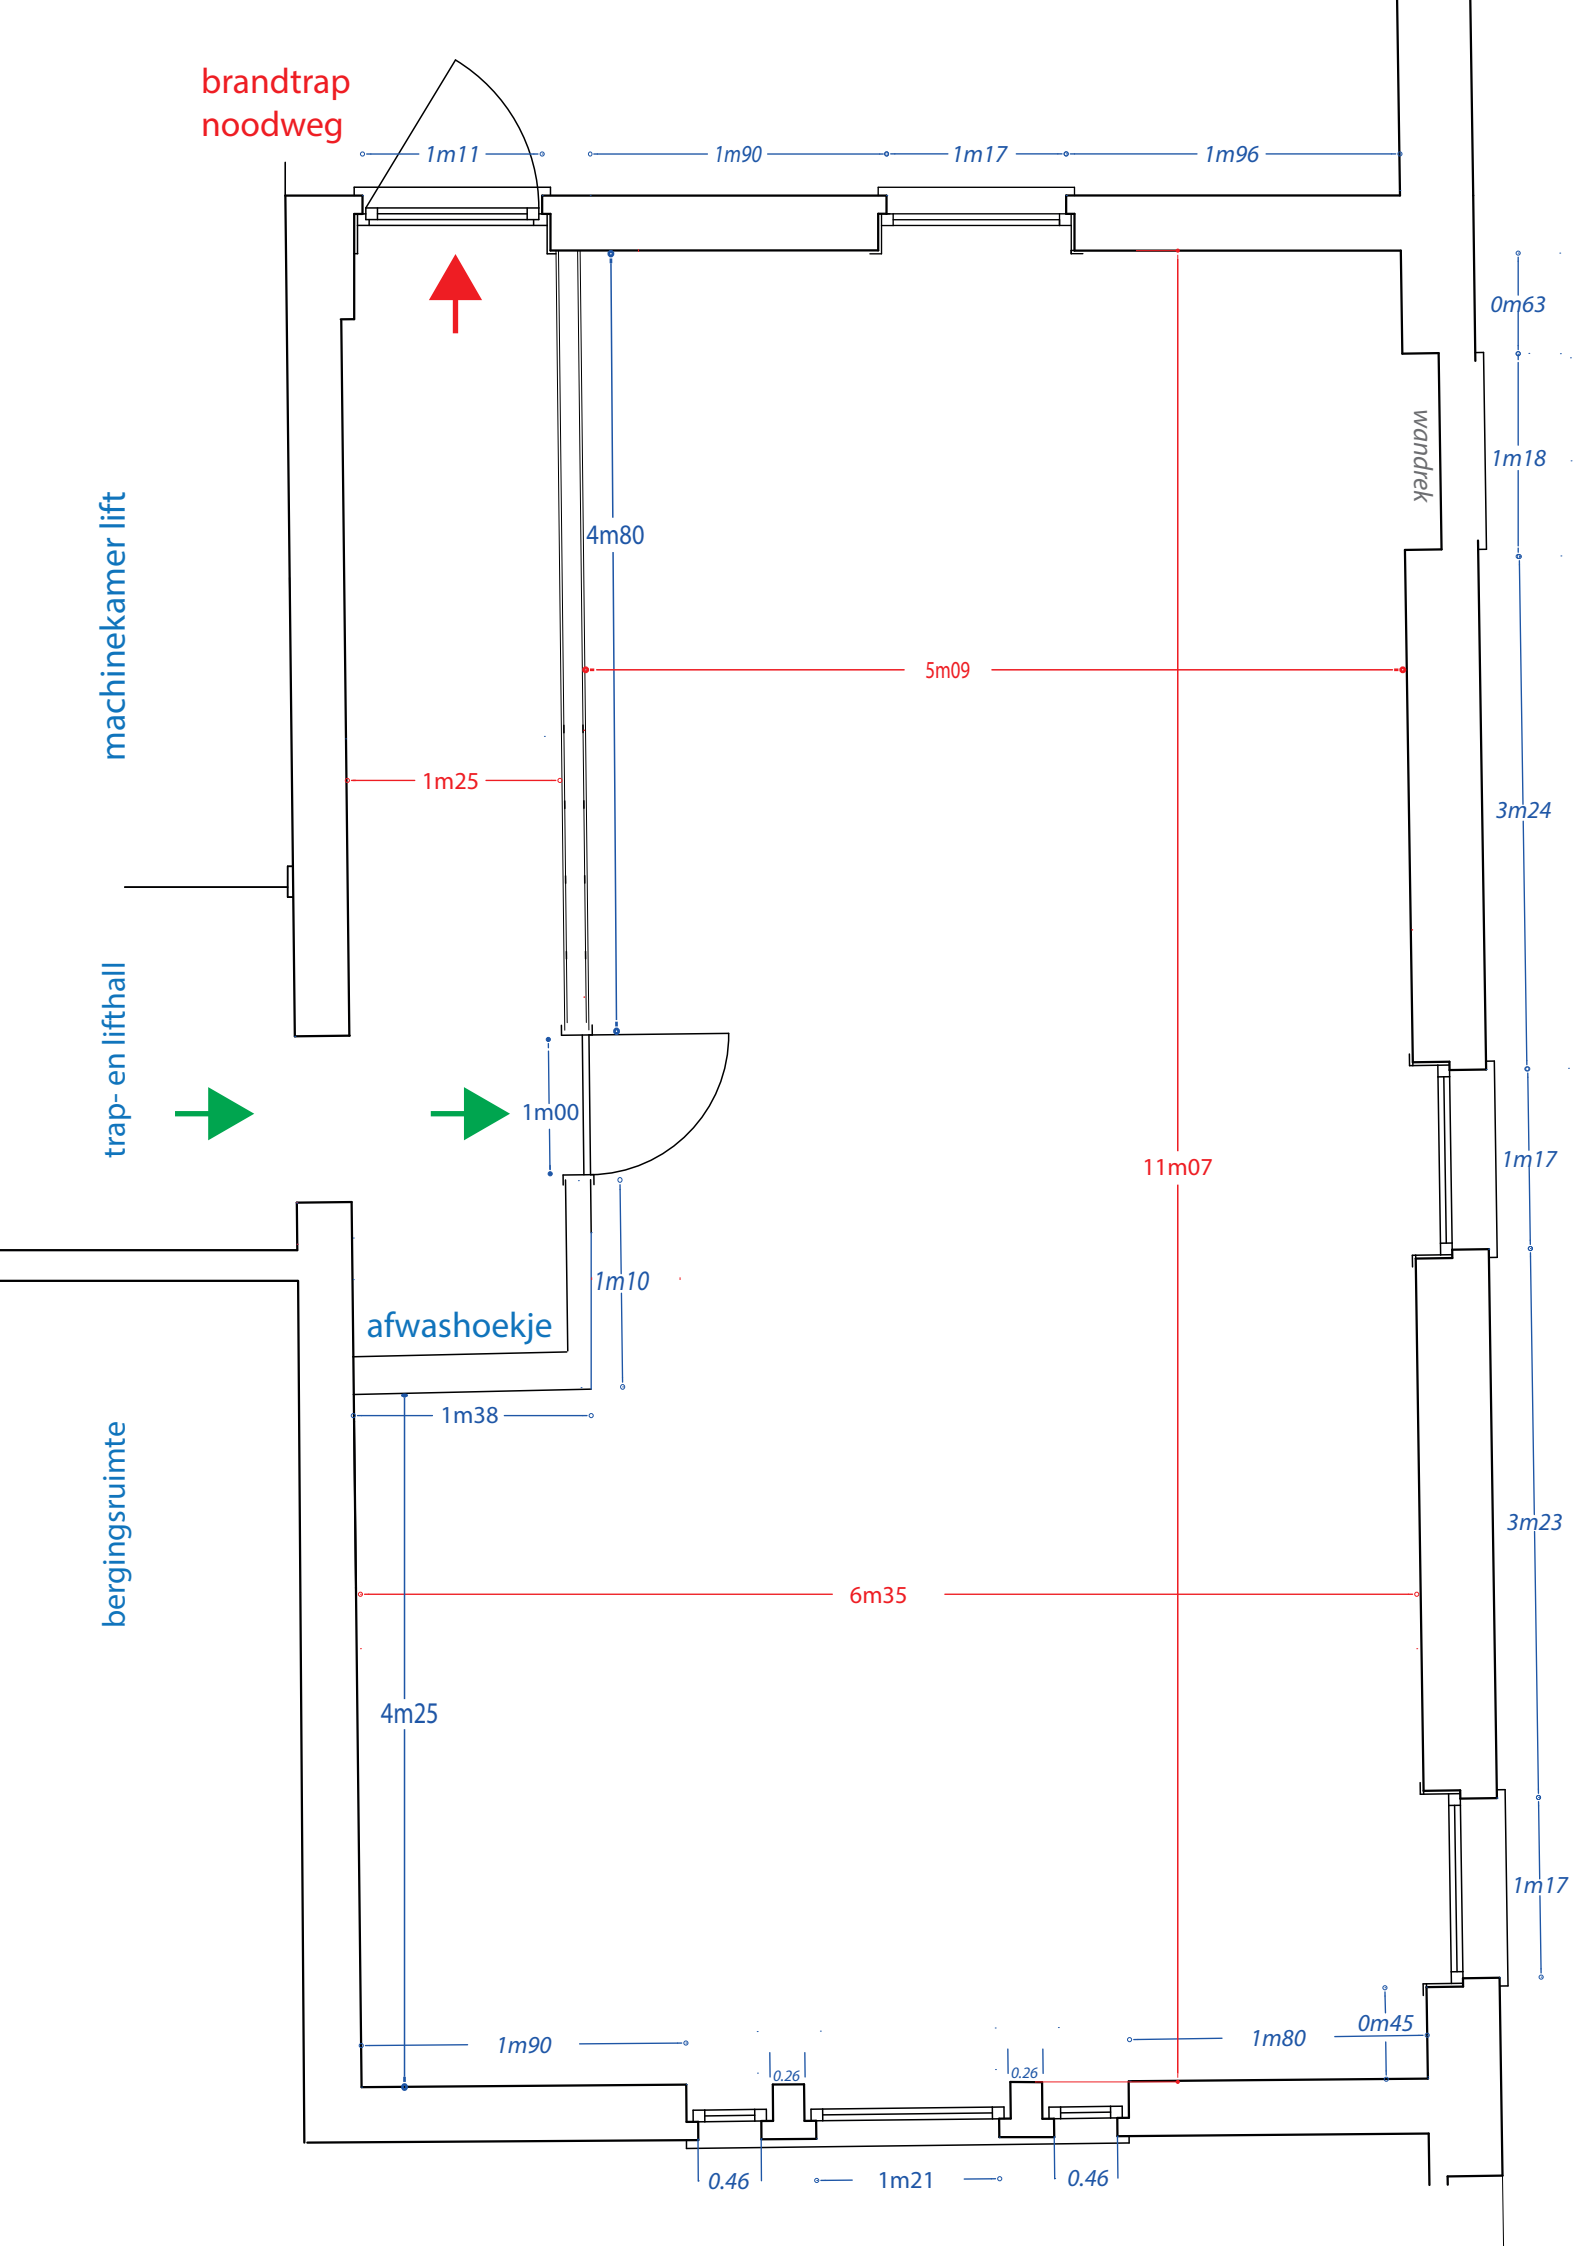 brandtrap
noodweg
1m11
1m90
1m17
1m96
0m63
wandrek
1m18
machinekamer lift
4m80
5m09
1m25
3m24
trap- en lifthall
1m00
11m07
1m17
1m10
afwashoekje
1m38
bergingsruimte
3m23
6m35
4m25
1m17
1m90
0.26
0.26
1m80
0m45
0.46
1m21
0.46